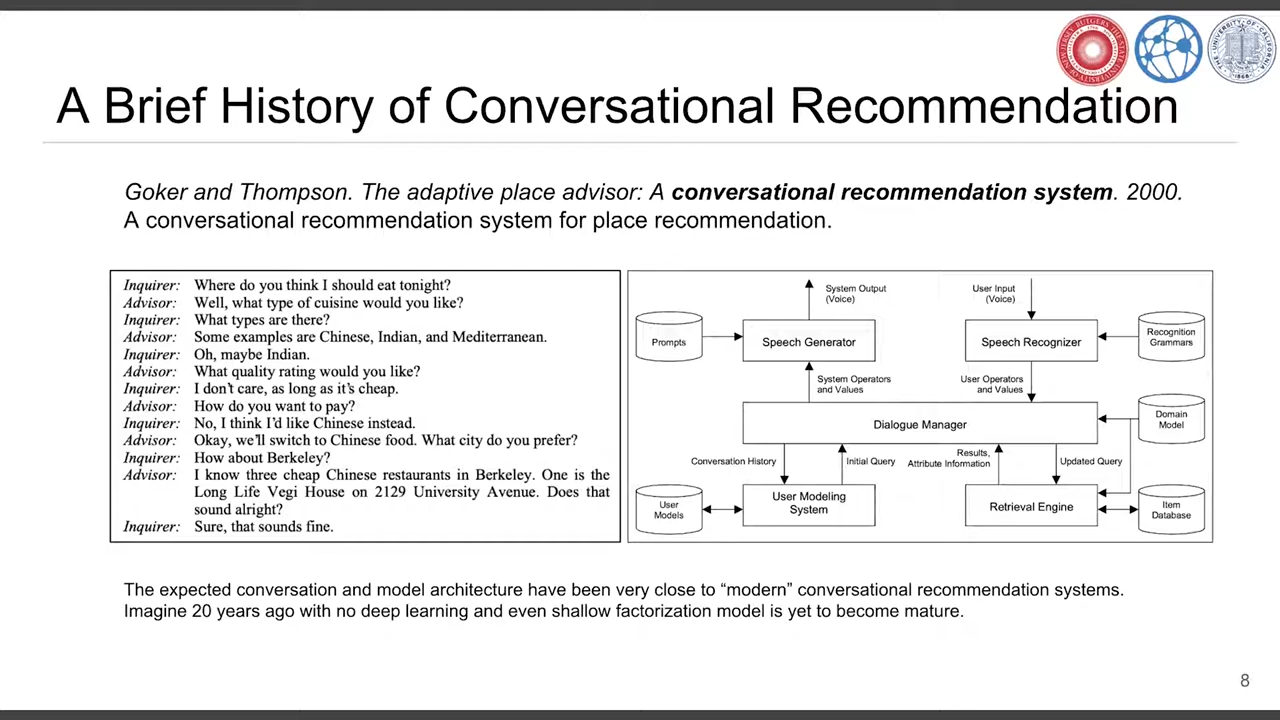 A Brief History of Conversational Recommendation
Goker and Thompson. The adaptive place advisor: A conversational recommendation system. 2000.
A conversational recommendation system for place recommendation.
Inquirer: Where do you think I should eat tonight?
Advisor: Well, what type of cuisine would you like?
Inquirer: What types are there?
Advisor: Some examples are Chinese, Indian, and Mediterranean.
Inquirer: Oh, maybe Indian.
Advisor: What quality rating would you like?
Inquirer: I don't care, as long as it's cheap.
Advisor: How do you want to pay?
Inquirer: No, I think I'd like Chinese instead.
Advisor: Okay, we'll switch to Chinese food. What city do you prefer?
Inquirer: How about Berkeley?
Advisor: I know three cheap Chinese restaurants in Berkeley. One is the
Long Life Vegi House on 2129 University Avenue. Does that
sound alright?
Inquirer: Sure, that sounds fine.
System Output
(Voice)
User Input
(Voice)
Prompts
Speech Generator
Speech Recognizer
Recognition
Grammars
System Operators
and Values
User Operators
and Values
Dialogue Manager
Domain
Model
Conversation History
Initial Query
Results,
Attribute Information
Updated Query
User
Models
User Modeling
System
Retrieval Engine
Item
Database
The expected conversation and model architecture have been very close to “modern” conversational recommendation systems.
Imagine 20 years ago with no deep learning and even shallow factorization model is yet to become mature.
8